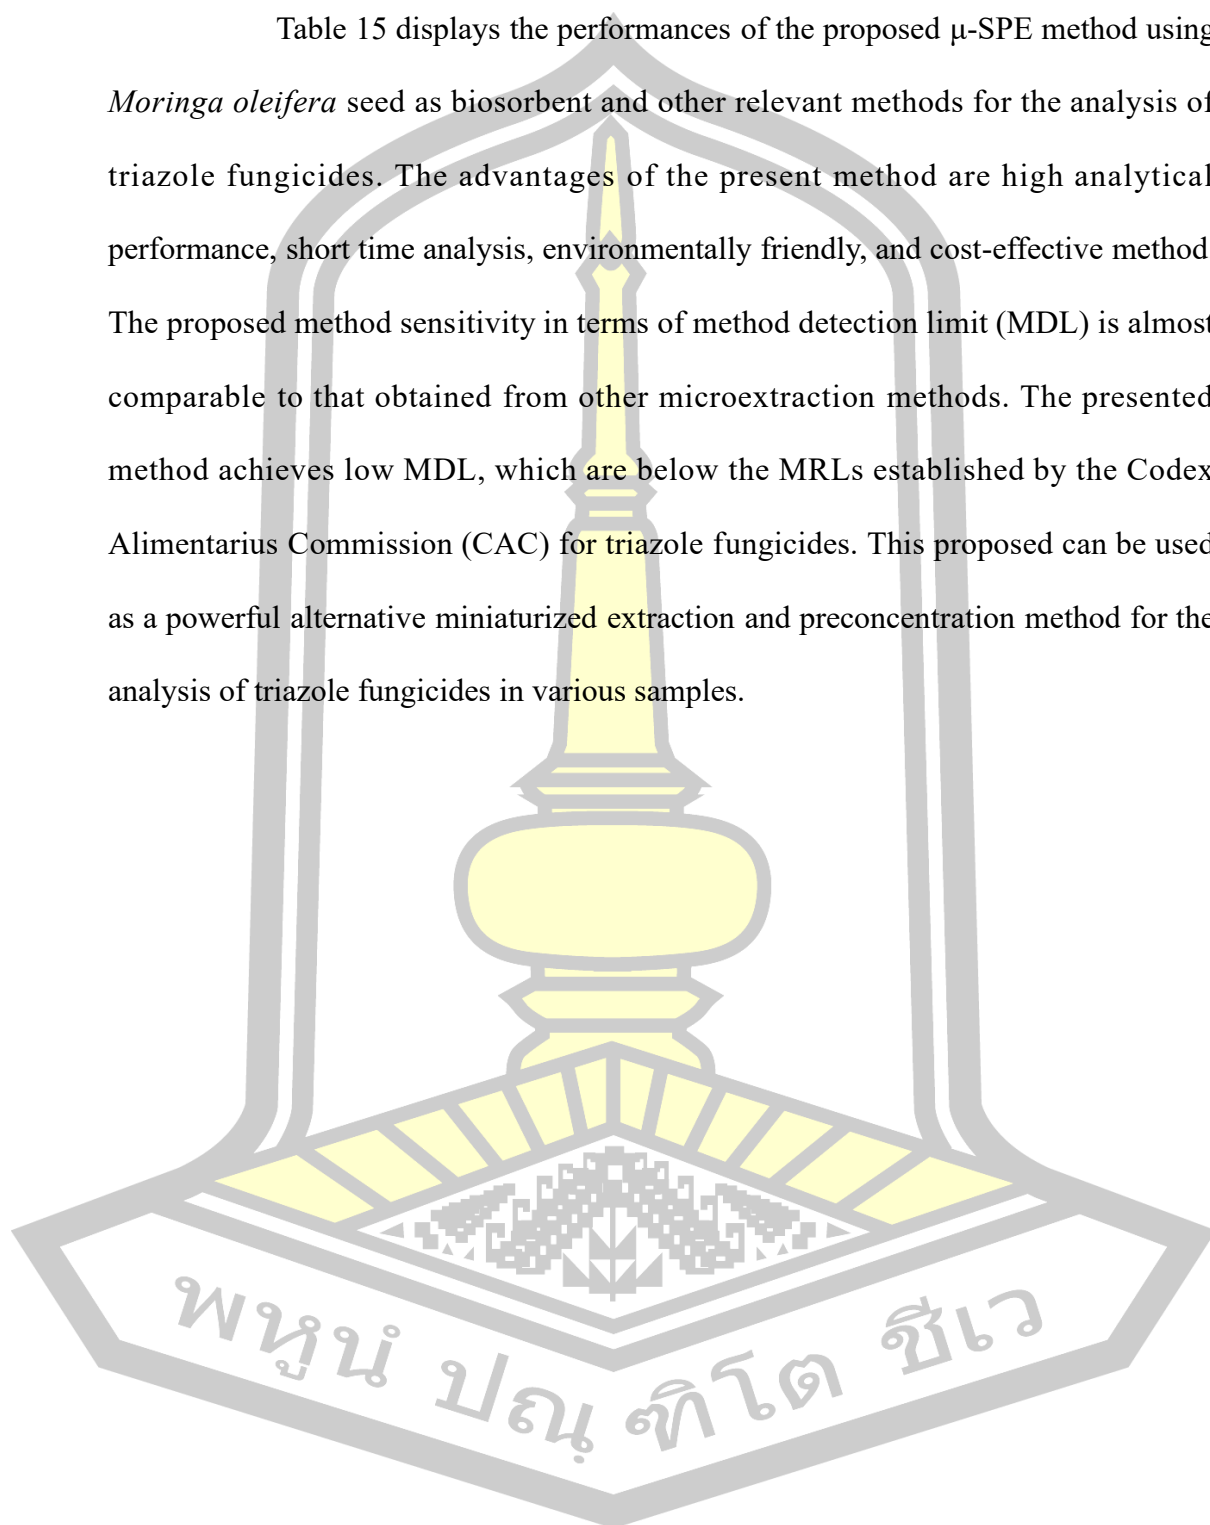 Table 15 displays the performances of the proposed μ-SPE method using
Moringa oleifera seed as biosorbent and other relevant methods for the analysis of
triazole fungicides. The advantages of the present method are high analytical
performance, short time analysis, environmentally friendly, and cost-effective method
The proposed method sensitivity in terms of method detection limit (MDL) is almost
comparable to that obtained from other microextraction methods. The presented
method achieves low MDL, which are below the MRLs established by the Codex
Alimentarius Commission (CAC) for triazole fungicides. This proposed can be used
as a powerful alternative miniaturized extraction and preconcentration method for the
analysis of triazole fungicides in various samples.
พหูนํ ปณฺ ฑิโต ชีเว